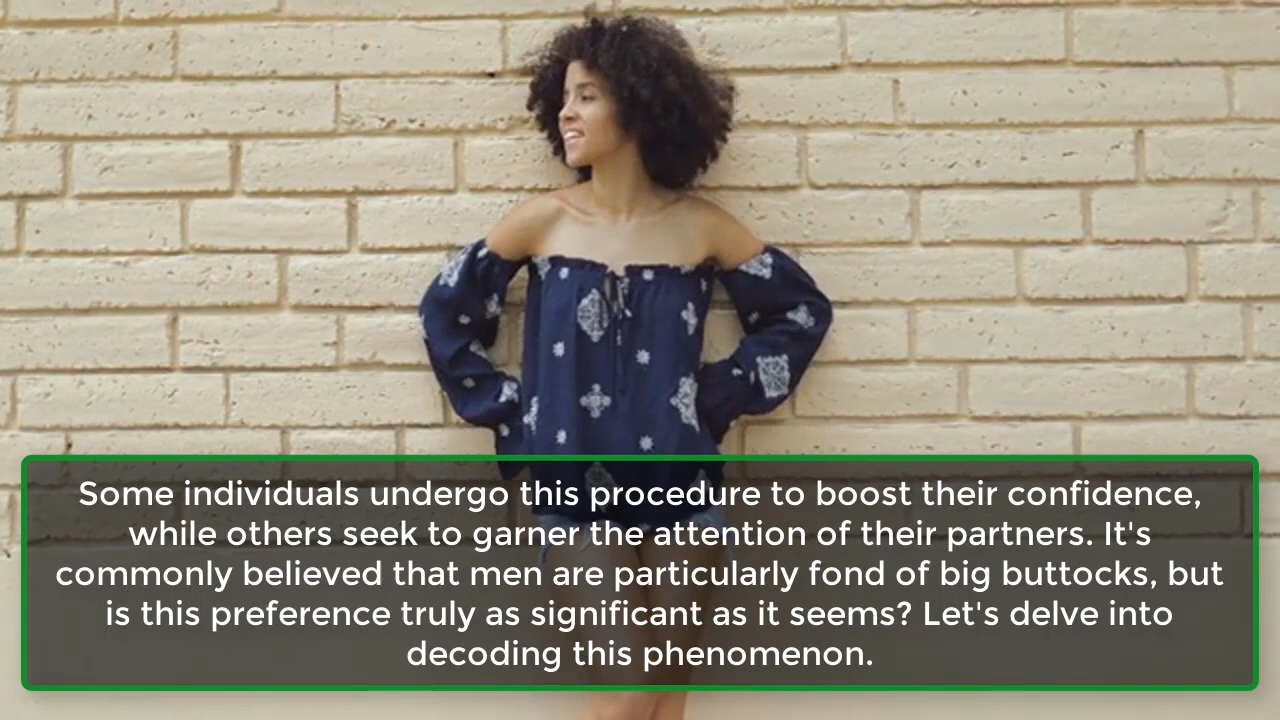 Some individuals undergo this procedure to boost their confidence,
while others seek to garner the attention of their partners. It's
commonly believed that men are particularly fond of big buttocks, but
is this preference truly as significant as it seems? Let's delve into
decoding this phenomenon.